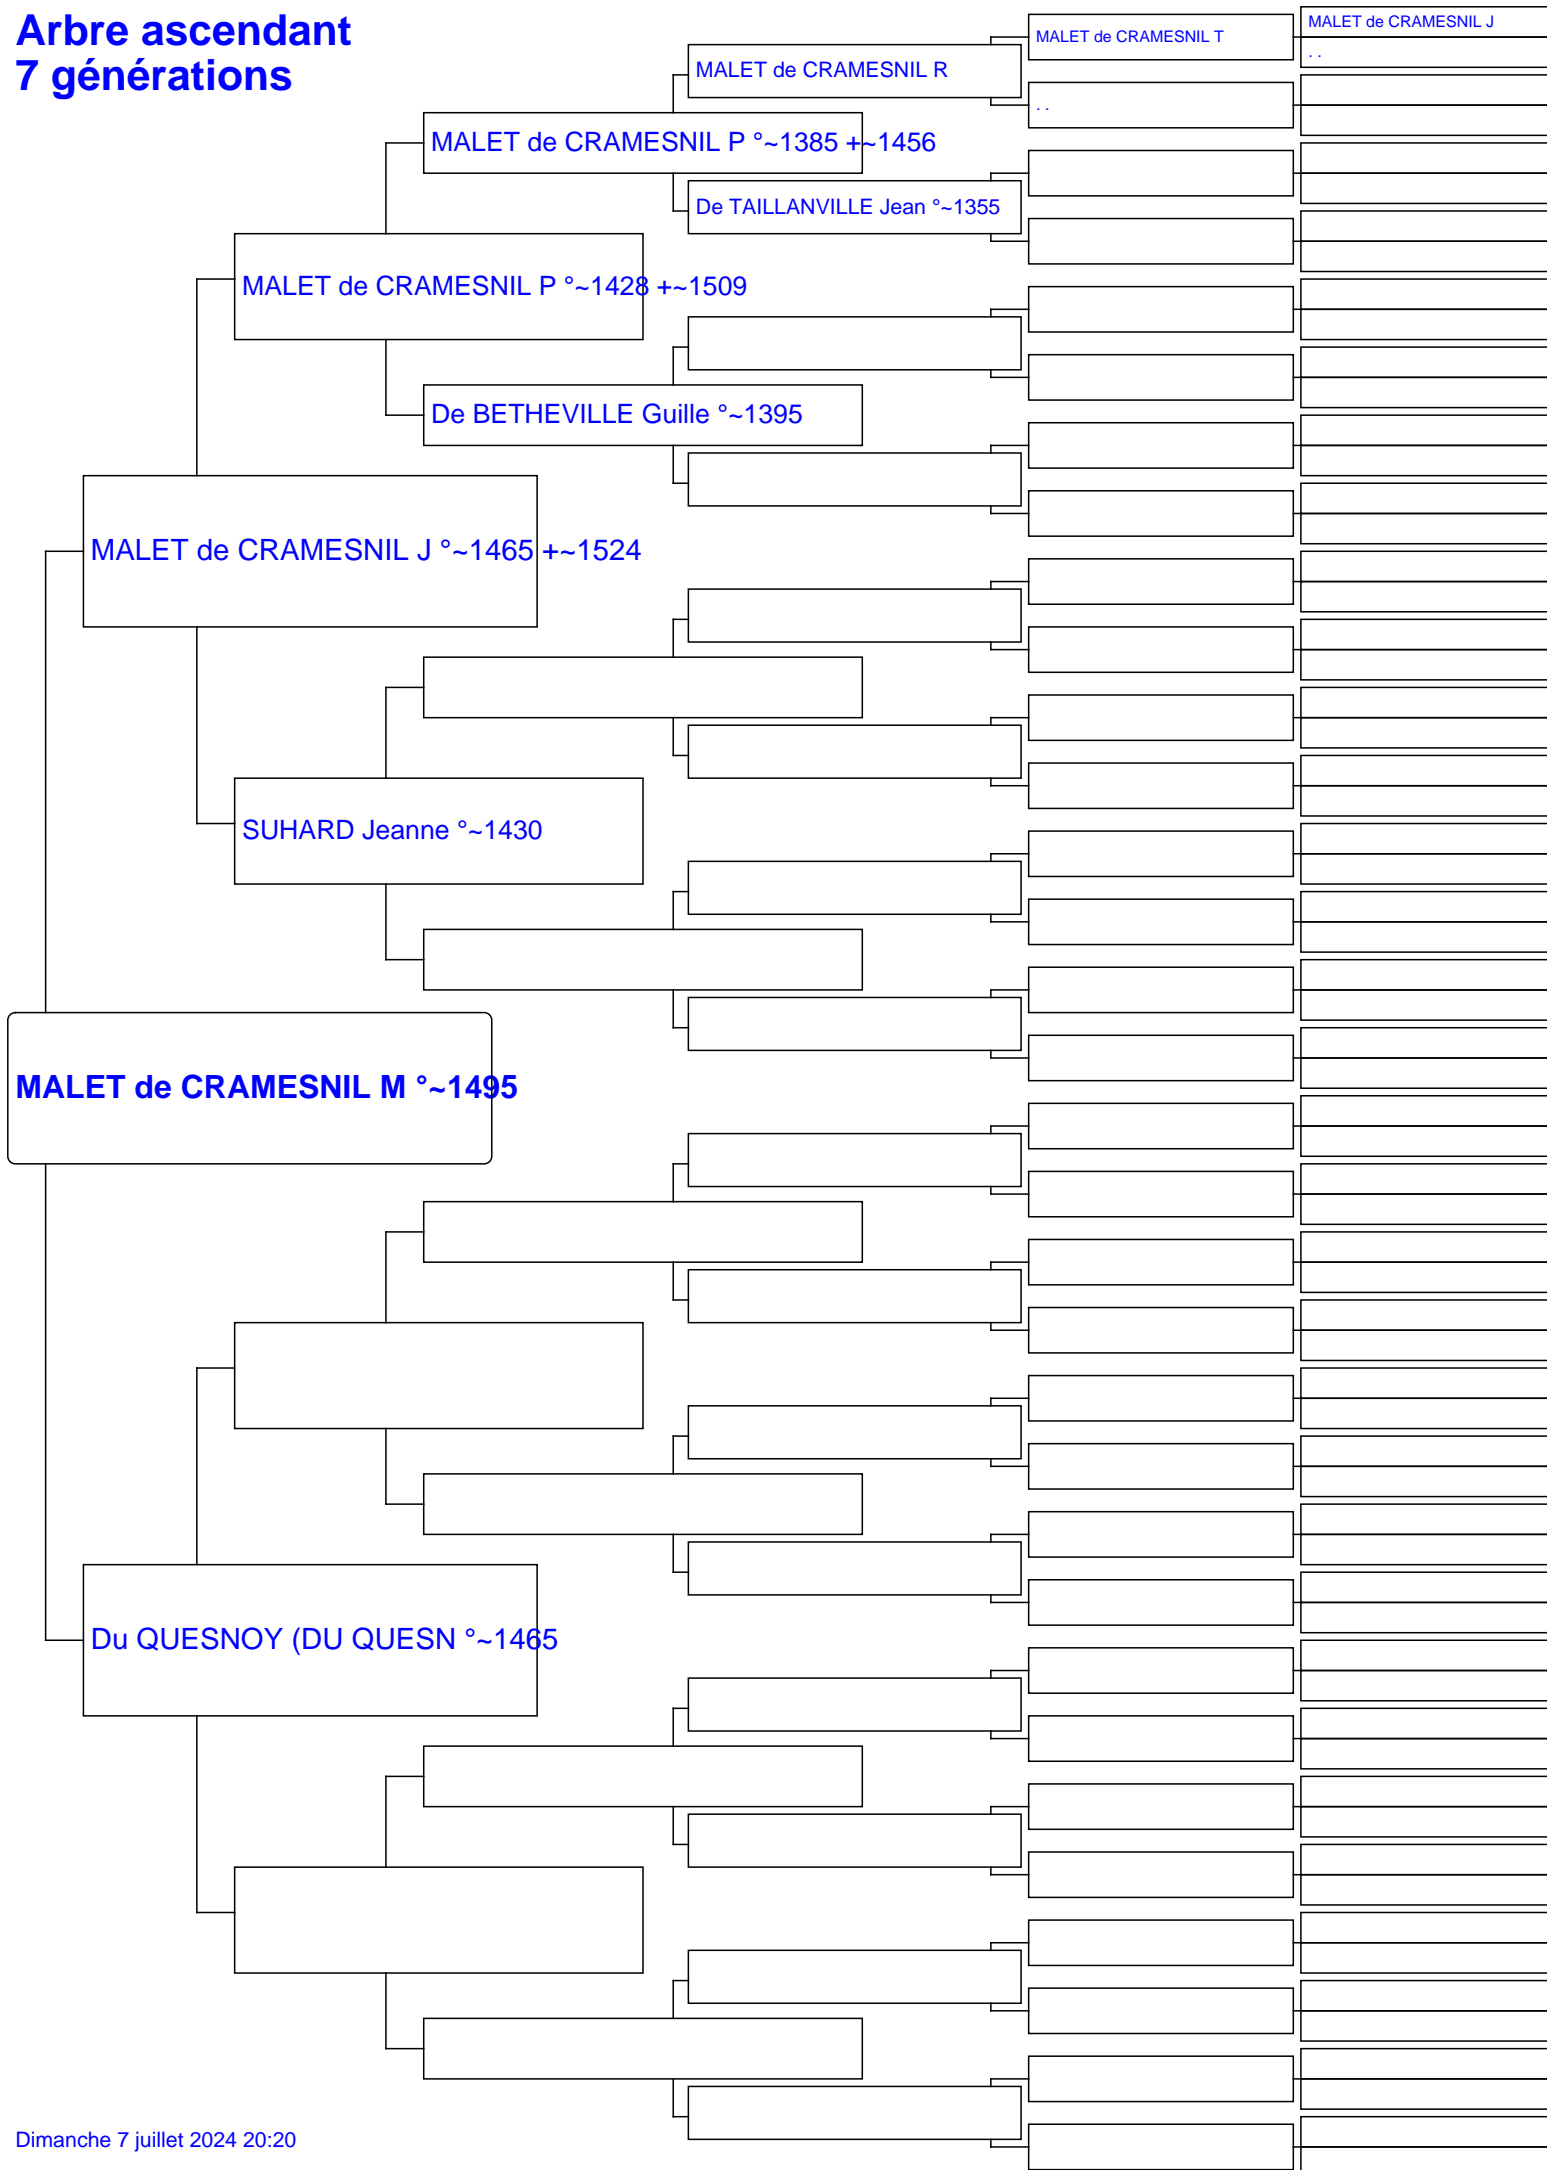 Arbre ascendant
7 générations
MALET de CRAMESNIL J
. .
MALET de CRAMESNIL T
. .
MALET de CRAMESNIL R
MALET de CRAMESNIL P °~1385 +~1456
De TAILLANVILLE Jean °~1355
MALET de CRAMESNIL P °~1428 +~1509
De BETHEVILLE Guille °~1395
MALET de CRAMESNIL J °~1465 +~1524
SUHARD Jeanne °~1430
MALET de CRAMESNIL M °~1495
Du QUESNOY (DU QUESN °~1465
Dimanche 7 juillet 2024 20:20